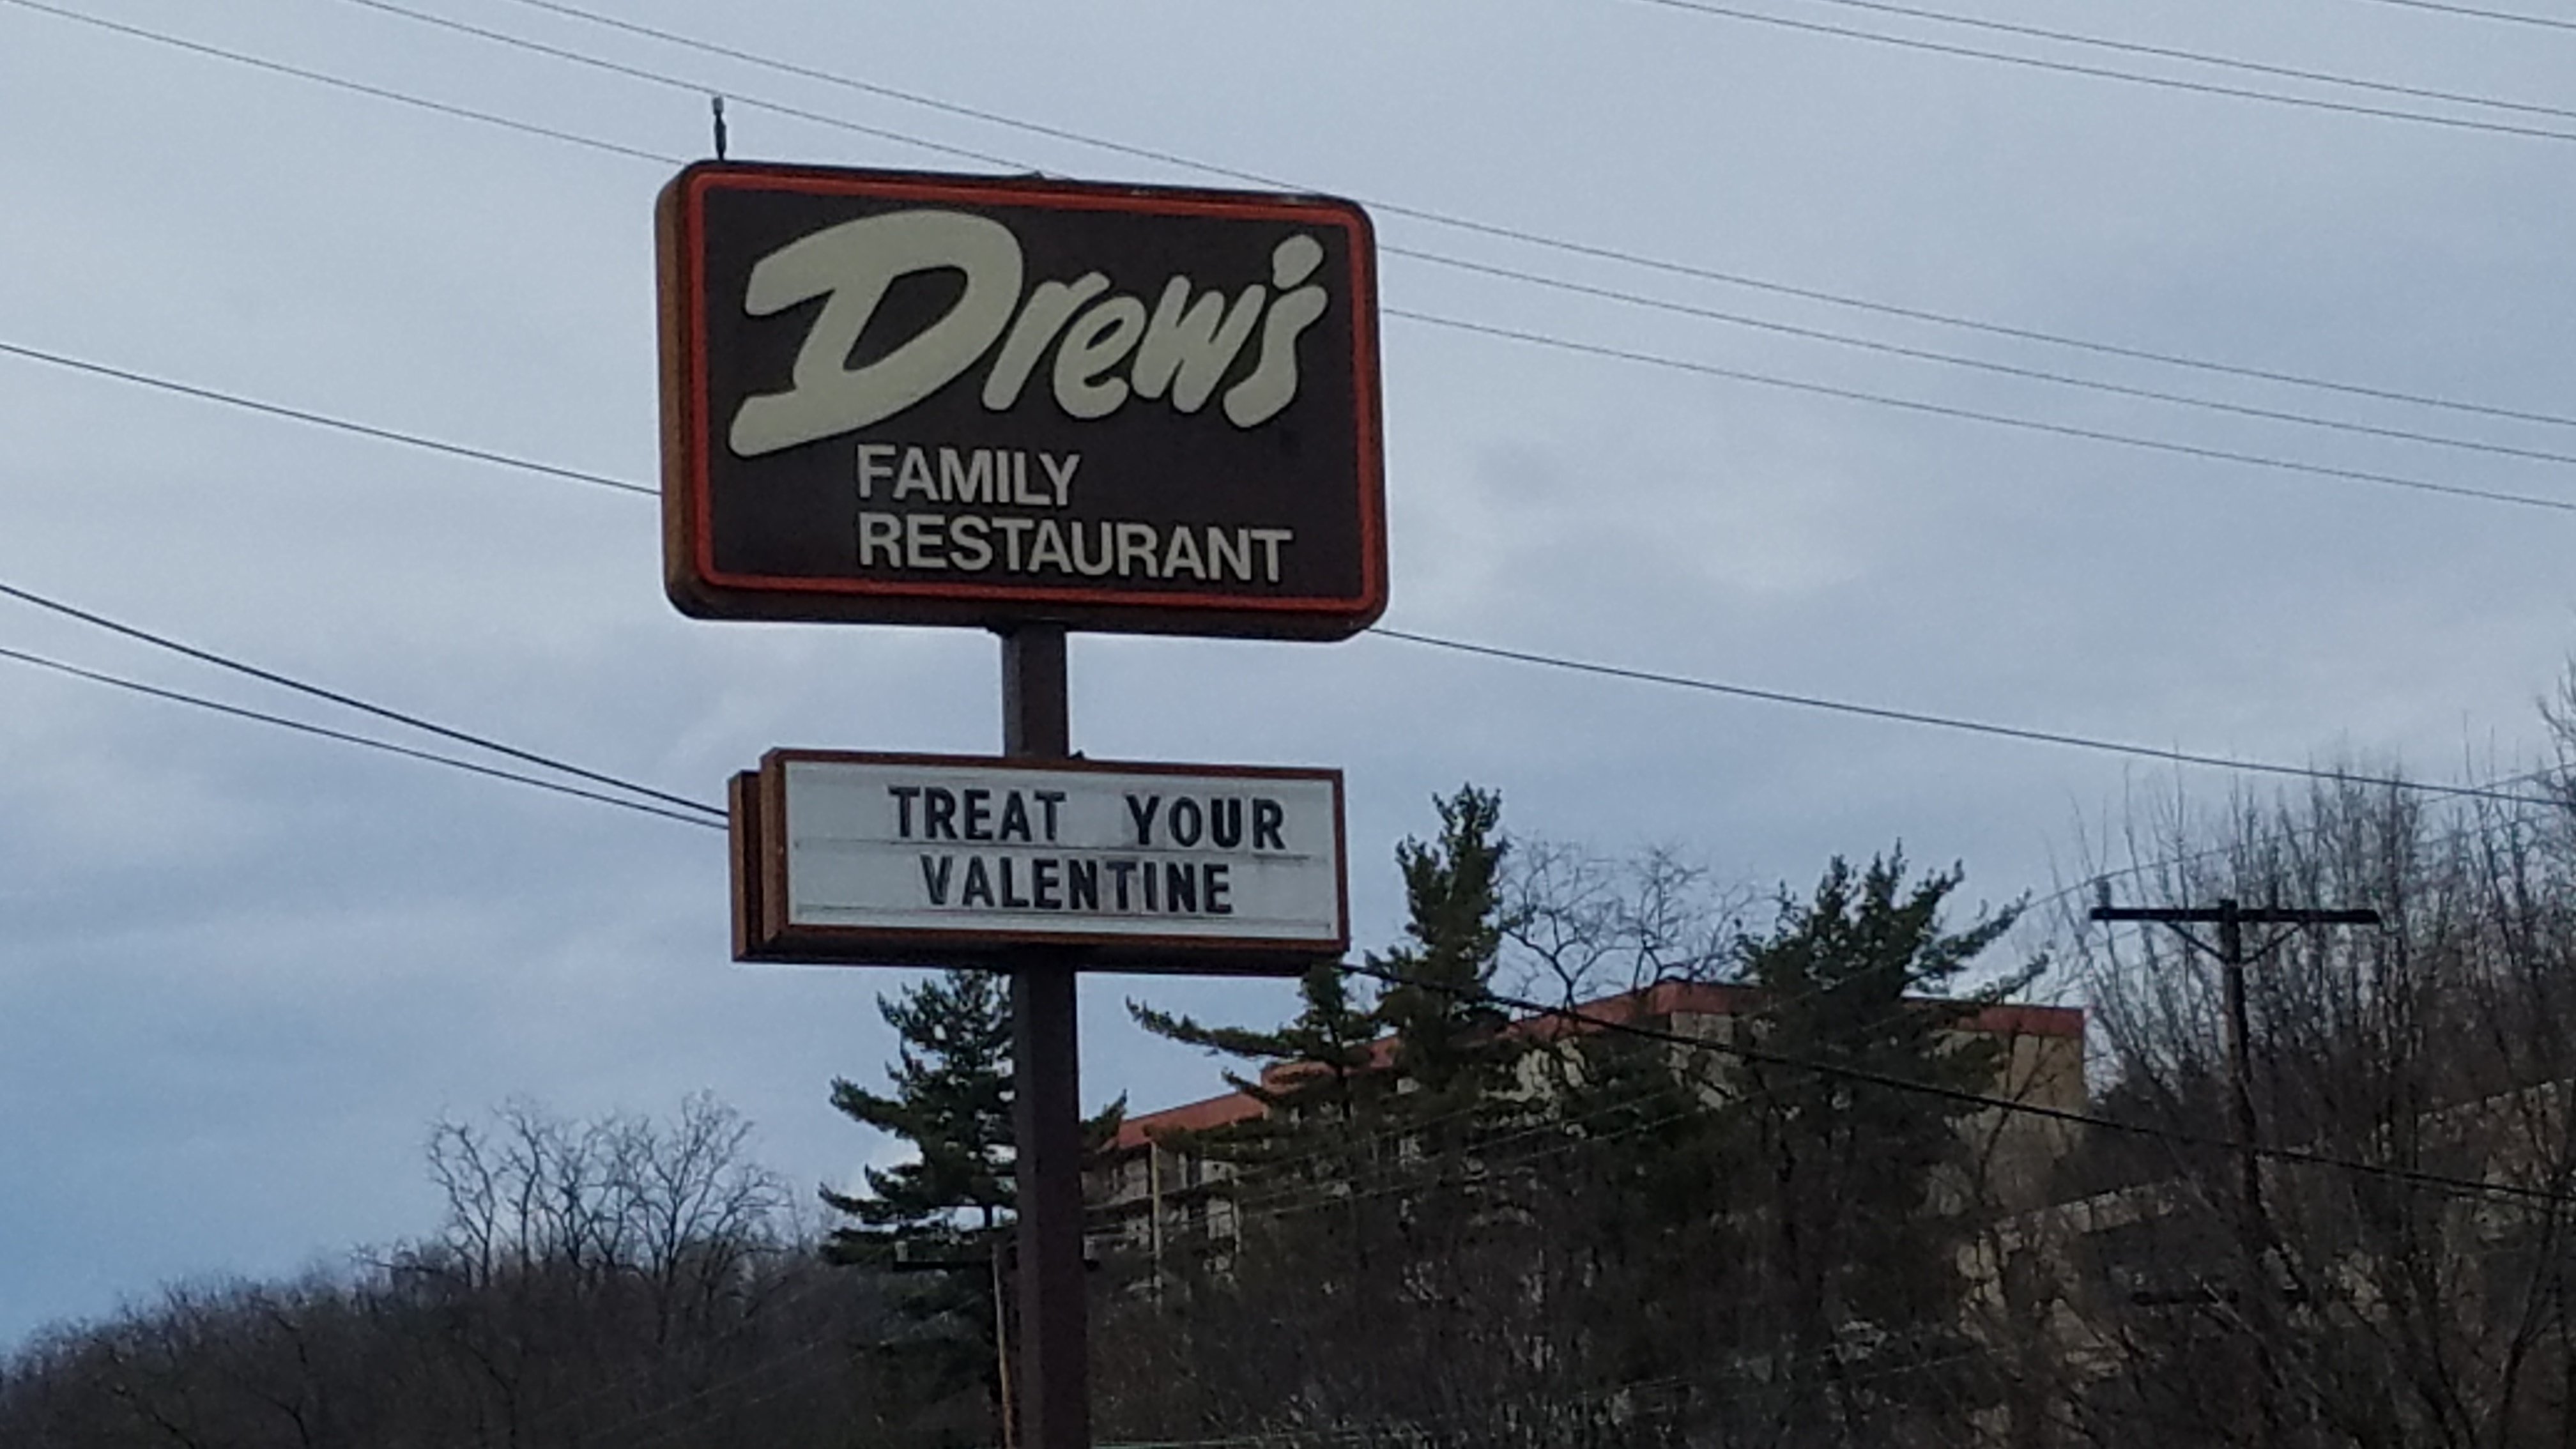 Drew's
FAMILY
RESTAURANT
TREAT YOUR
VALENTINE